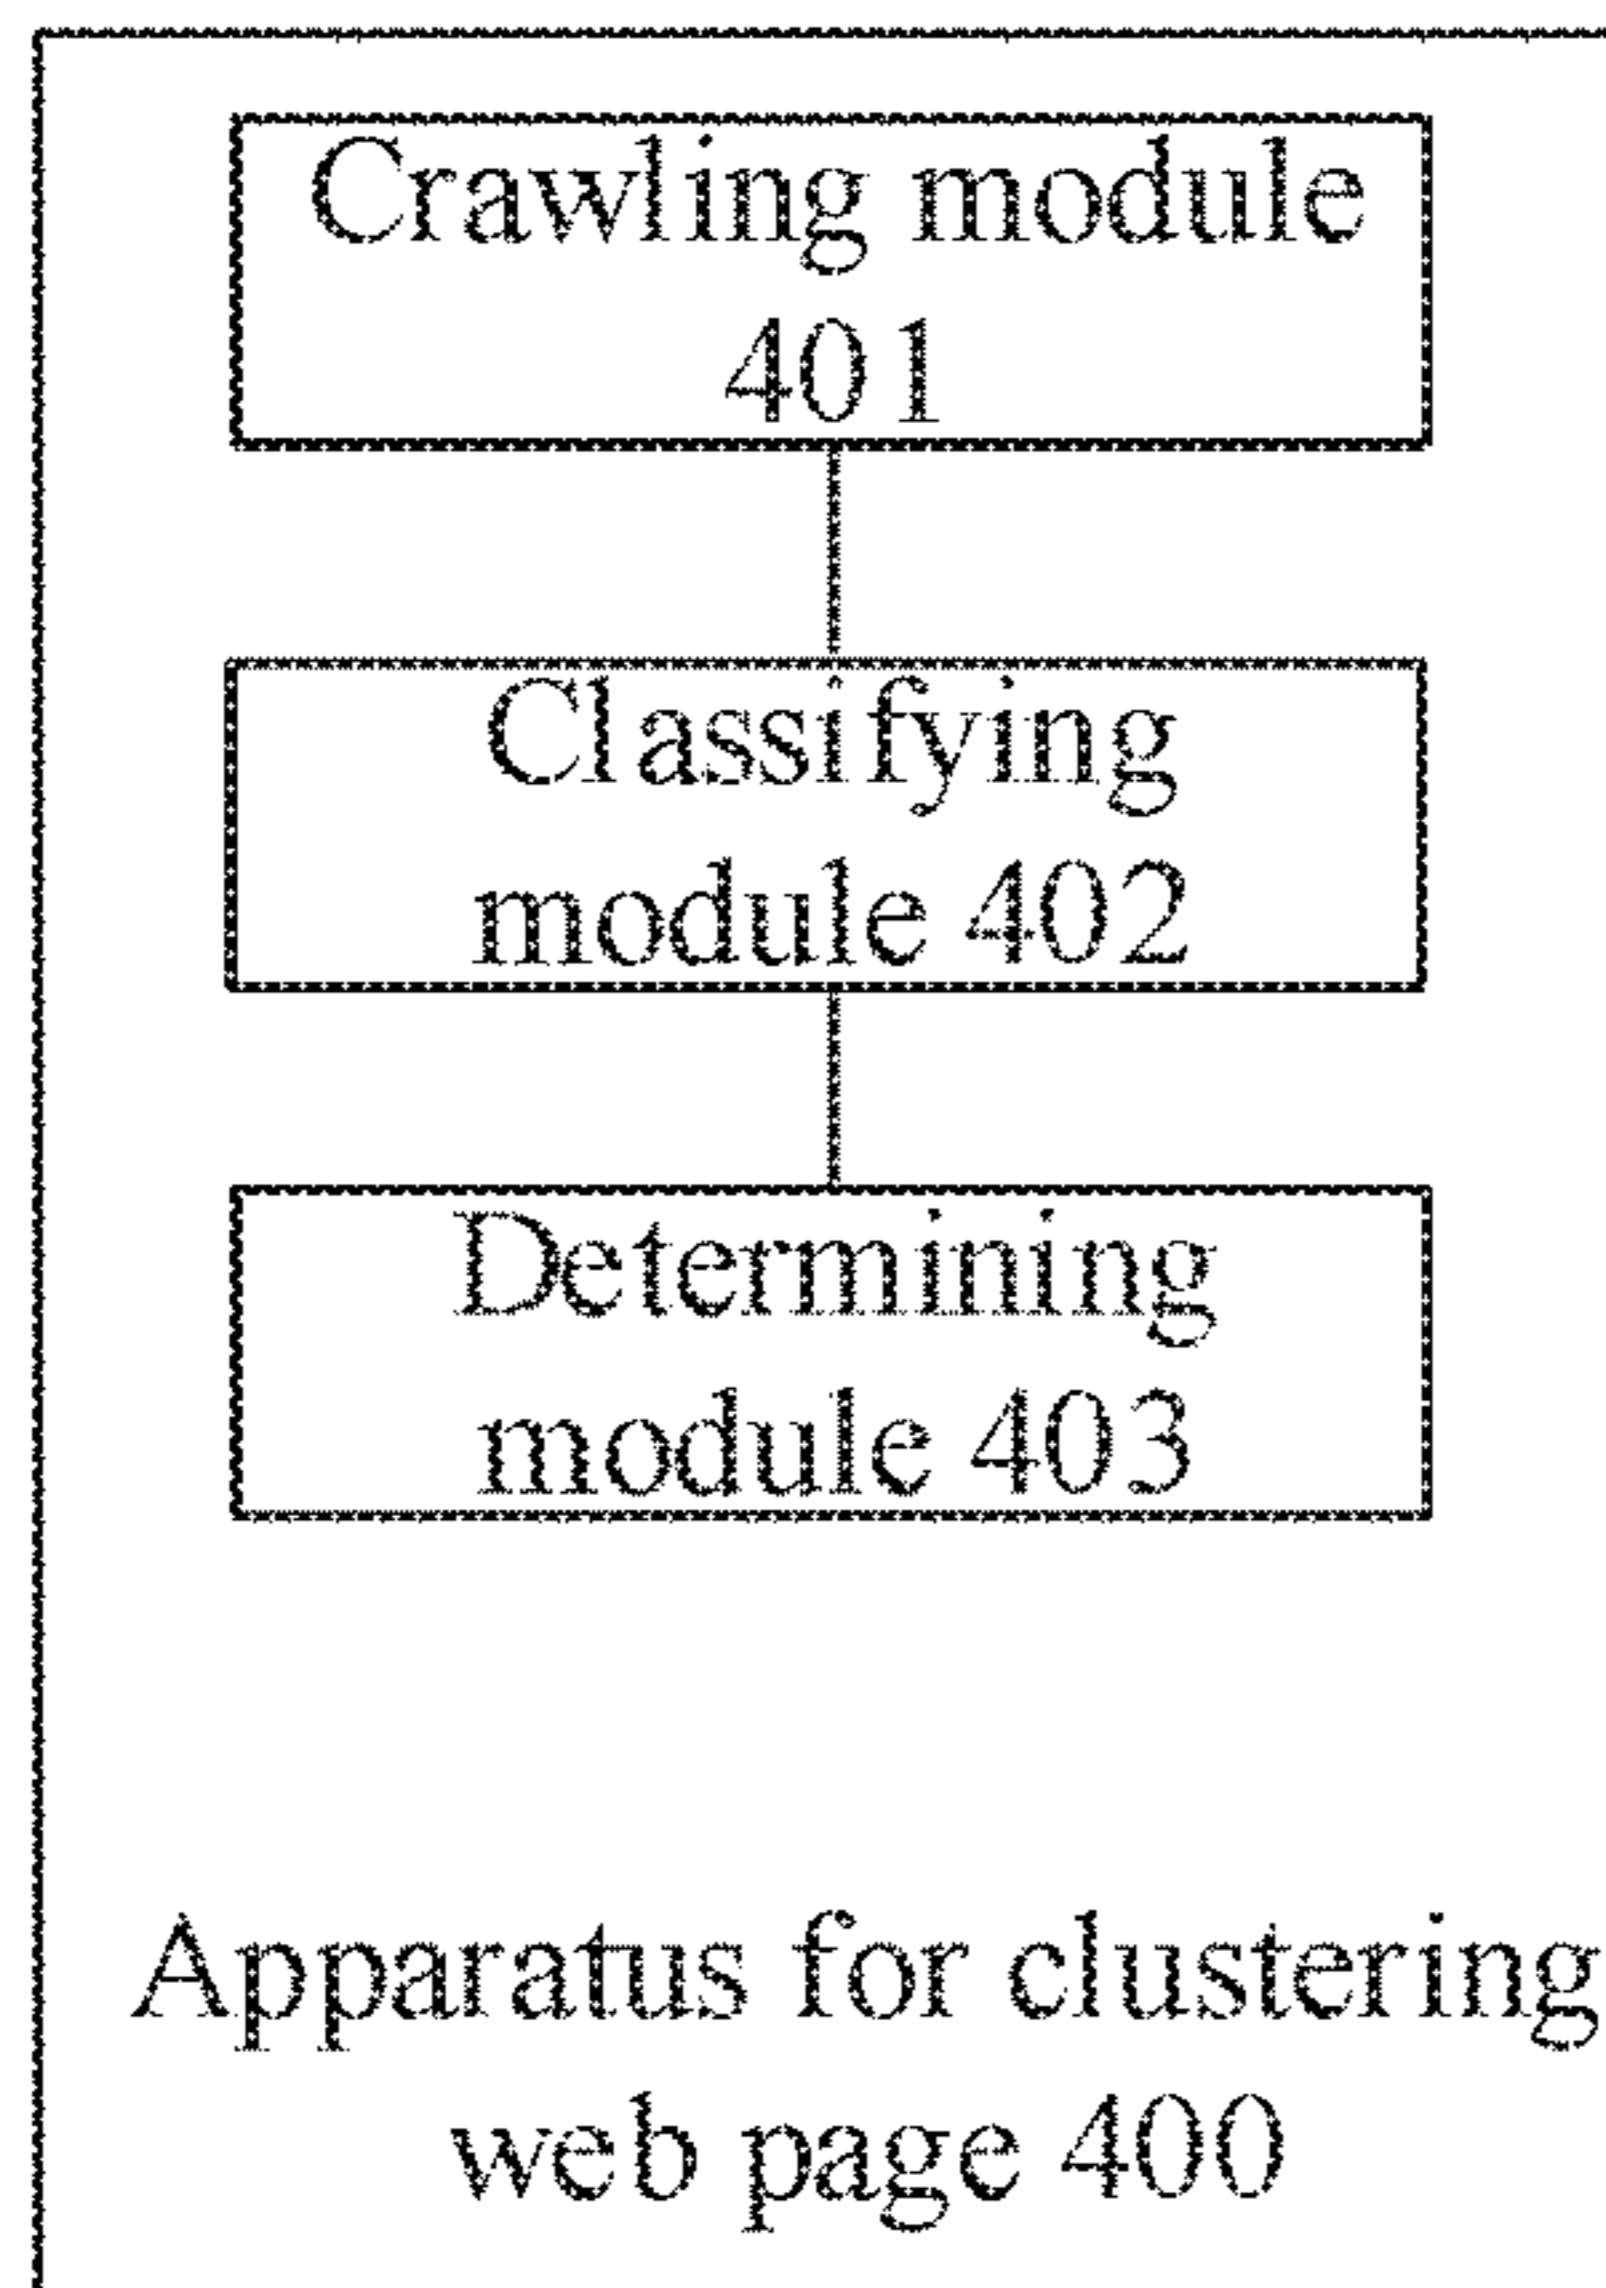 Crawling module
401
Classifying
module 402
Determining
module 403
Apparatus for clustering
web page 400